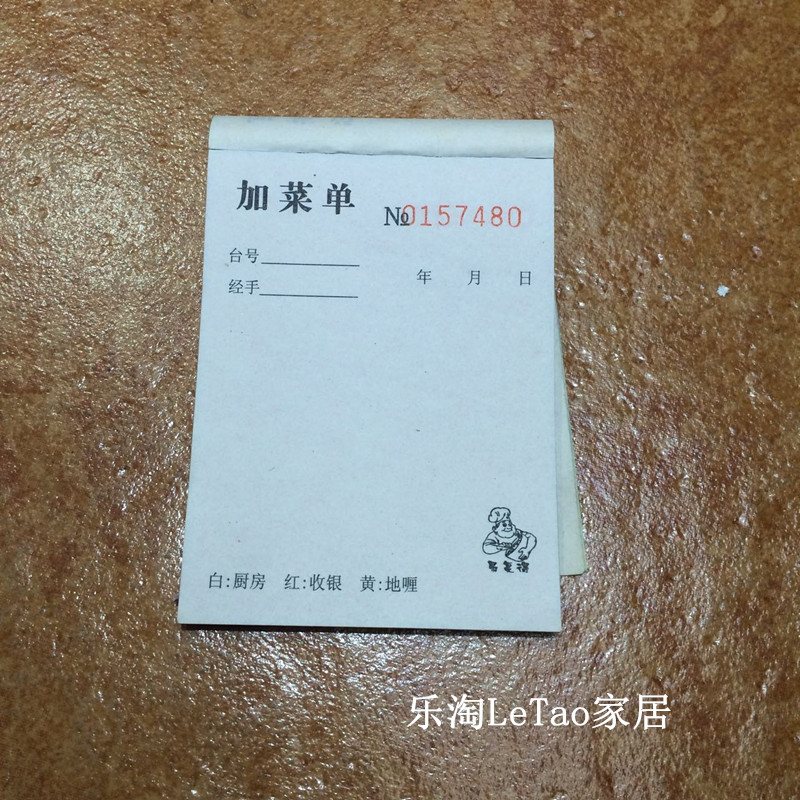 加菜单 №0157480
台号
年 月 日
经手
白:厨房 红:收银 黄:地喱
乐淘LeTao家居